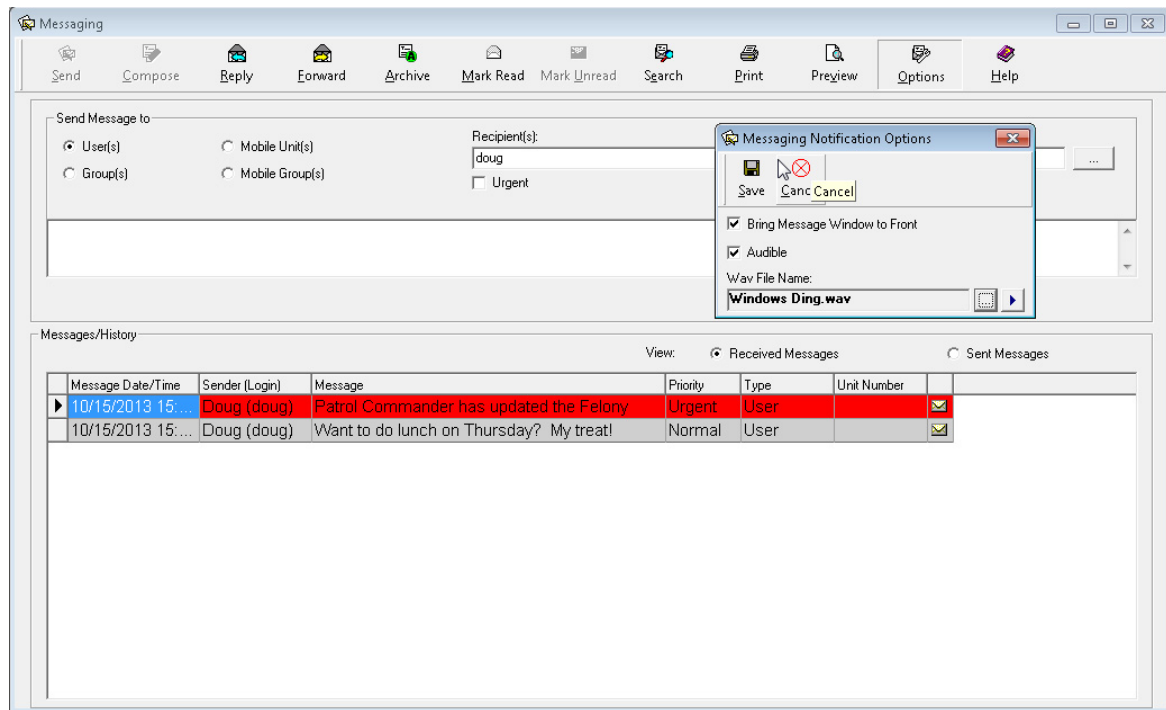 Messaging
Send Compose Reply Forward Archive Mark Read Mark Unread Search Print Preview Options Help
Send Message to
User(s) Mobile Unit(s)
Group(s) Mobile Group(s)
Recipient(s):
doug
...
Urgent
Messaging Notification Options
Save Canc Cancel
Bring Message Window to Front
Audible
Wav File Name:
Windows Ding.wav
Messages/History
View: Received Messages Sent Messages
Message Date/Time Sender (Login) Message Priority Type Unit Number
10/15/2013 15:... Doug (doug) Patrol Commander has updated the Felony Urgent User
10/15/2013 15:... Doug (doug) Want to do lunch on Thursday? My treat! Normal User